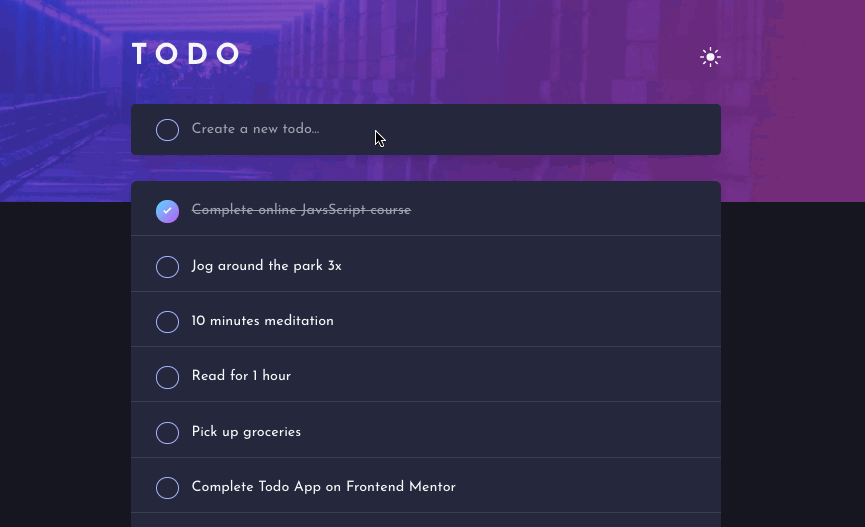 TODO
Create a new todo...
Complete online JavsScript course
Jog around the park 3x
10 minutes meditation
Read for 1 hour
Pick up groceries
Complete Todo App on Frontend Mentor